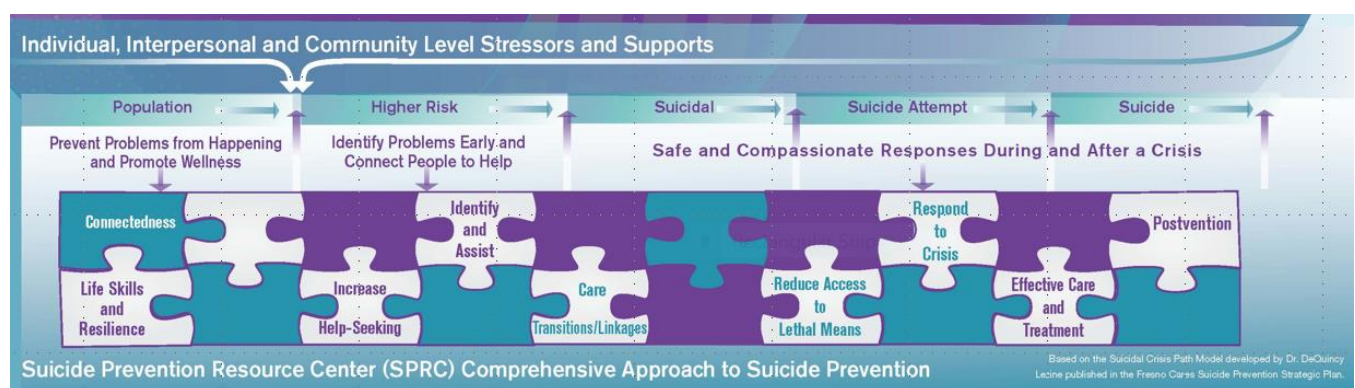 Individual, Interpersonal and Community Level Stressors and Supports
Population
Higher Risk
Suicidal
Suicide Attempt
Suicide
Prevent Problems from Happening
and Promote Wellness
Identify Problems Early and
Connect People to Help
Safe and Compassionate Responses During and After a Crisis
Connectedness
Identify
and
Assist
Respond
to
Crisis
Postvention
Life Skills
and
Resilience
Increase
Help-Seeking
Care
Transitions/Linkages
Reduce Access
to
Lethal Means
Effective Care
and
Treatment
Suicide Prevention Resource Center (SPRC) Comprehensive Approach to Suicide Prevention
Based on the Suicidal Crisis Path Model developed by Dr. DeQuincy
Lezine published in the Fresno Cares Suicide Prevention Strategic Plan.